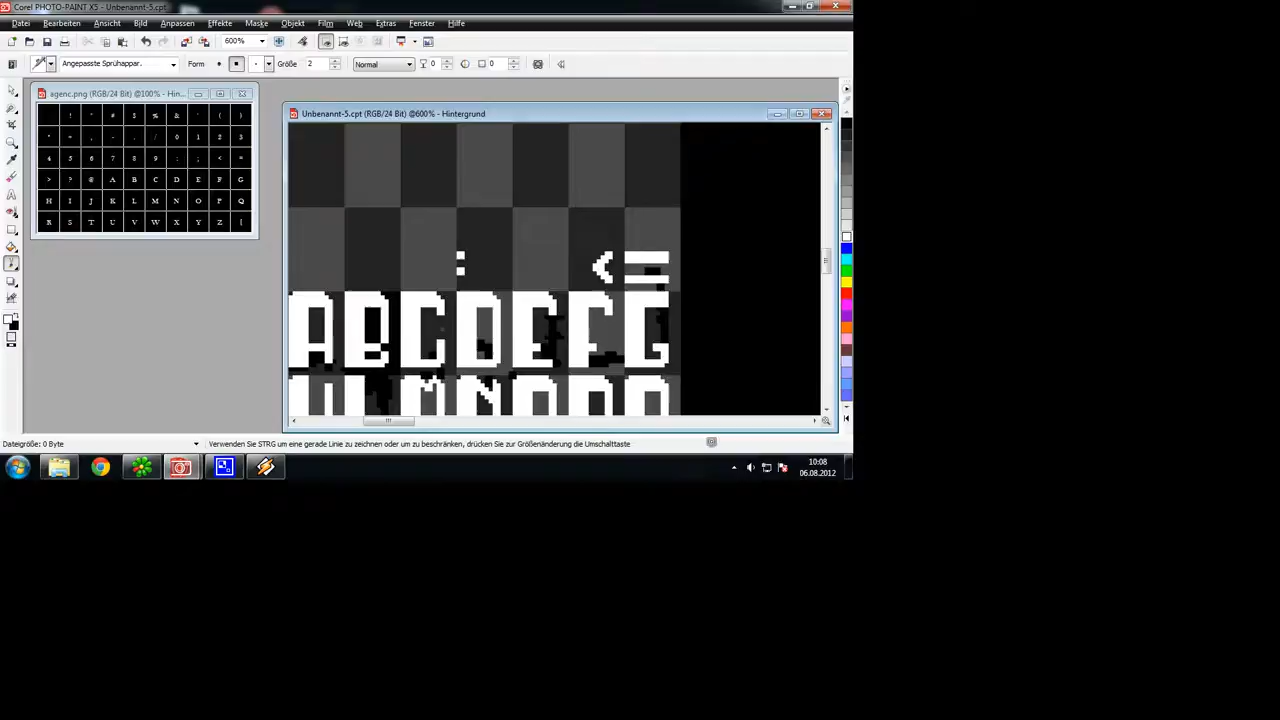 Corel PHOTO-PAINT X5 - Unbenannt-5.cpt
Datei Bearbeiten Ansicht Bild Anpassen Effekte Maske Objekt Film Web Extras Fenster Hilfe
600%
Angepasste Sprühappar. Form Größe 2 Normal 0 0
agenc.png (RGB/24 Bit) @100% - Hin...
! " # $ % & ' ( )
* + , - . / 0 1 2 3
4 5 6 7 8 9 : ; < =
> ? @ A B C D E F G
H I J K L M N O P Q
R S T U V W X Y Z [
Unbenannt-5.cpt (RGB/24 Bit) @600% - Hintergrund
: < =
A B C D E F G
Dateigröße: 0 Byte
Verwenden Sie STRG um eine gerade Linie zu zeichnen oder um zu beschränken, drücken Sie zur Größenänderung die Umschalttaste
10:08
06.08.2012